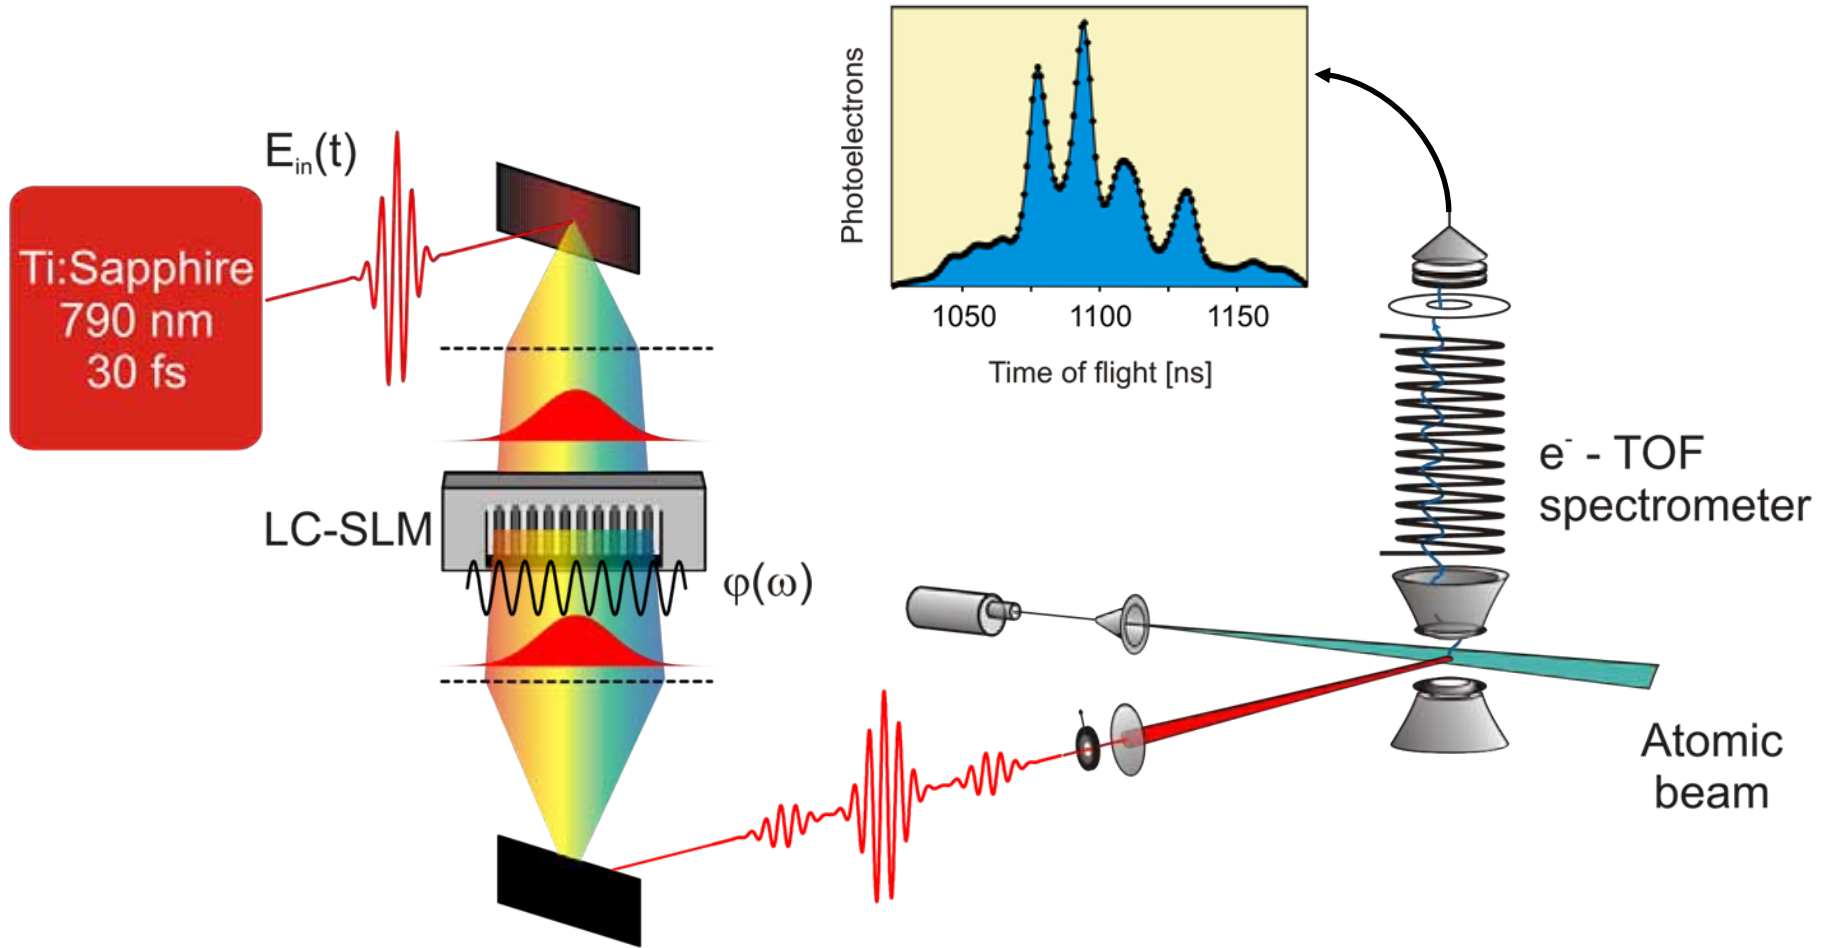 E_in(t)
Ti:Sapphire
790 nm
30 fs
LC-SLM
φ(ω)
Photoelectrons
1050 1100 1150
Time of flight [ns]
e⁻ - TOF
spectrometer
Atomic
beam